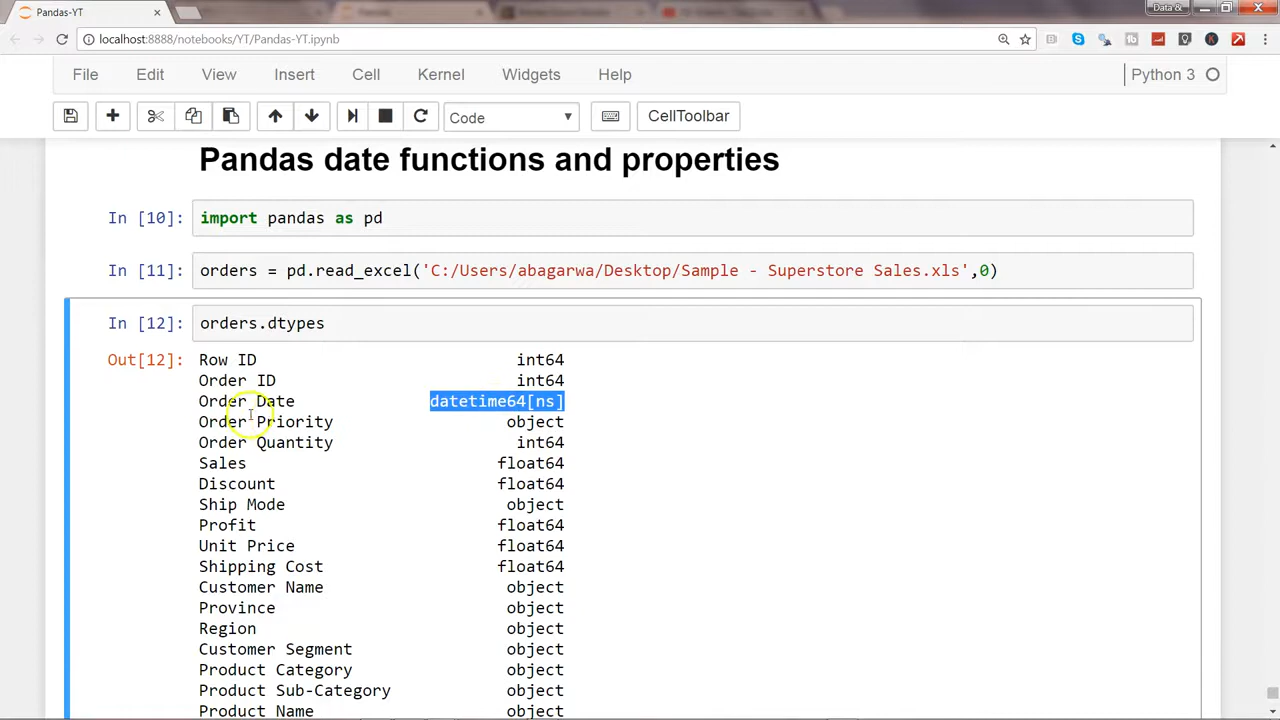 Pandas-YT
Data &
localhost:8888/notebooks/YT/Pandas-YT.ipynb
File Edit View Insert Cell Kernel Widgets Help Python 3
Code CellToolbar
Pandas date functions and properties
In [10]: import pandas as pd
In [11]: orders = pd.read_excel('C:/Users/abagarwa/Desktop/Sample - Superstore Sales.xls',0)
In [12]: orders.dtypes
Out[12]: Row ID int64
Order ID int64
Order Date datetime64[ns]
Order Priority object
Order Quantity int64
Sales float64
Discount float64
Ship Mode object
Profit float64
Unit Price float64
Shipping Cost float64
Customer Name object
Province object
Region object
Customer Segment object
Product Category object
Product Sub-Category object
Product Name object